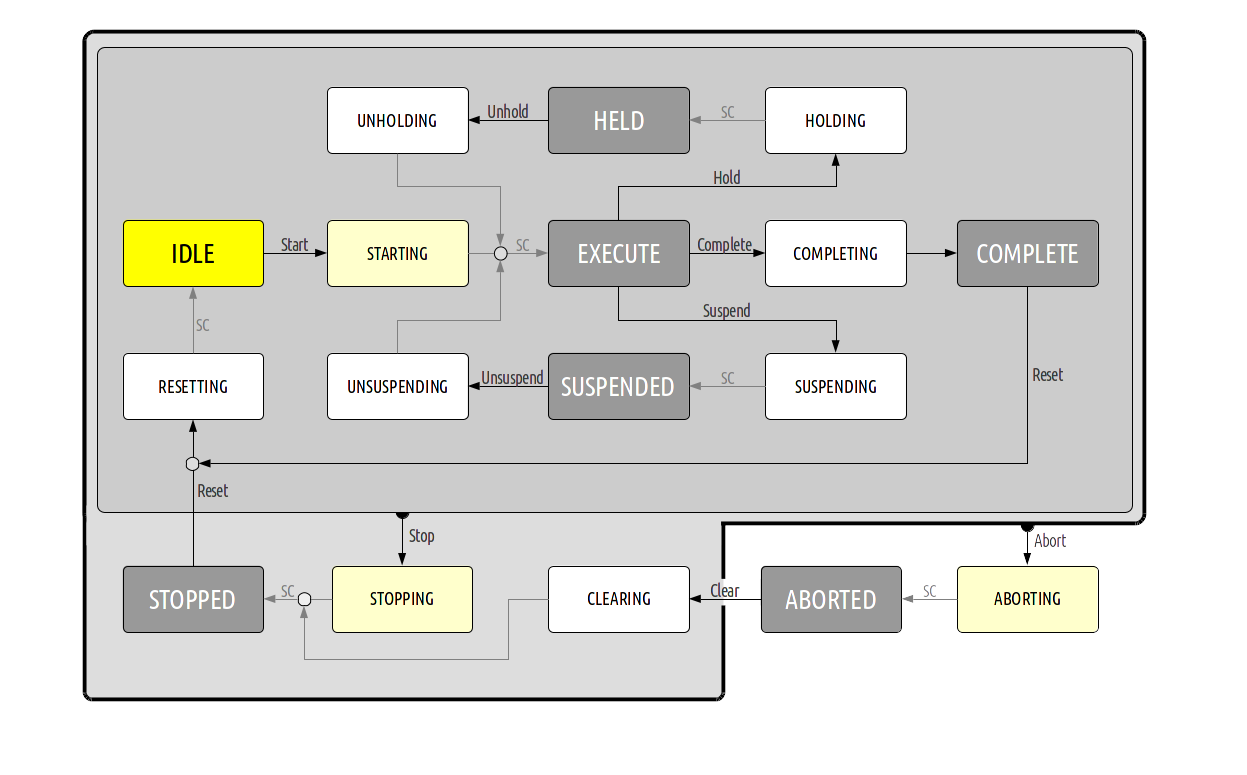 UNHOLDING
Unhold
HELD
SC
HOLDING
Hold
IDLE
Start
STARTING
SC
EXECUTE
Complete
COMPLETING
COMPLETE
Suspend
SC
RESETTING
UNSUSPENDING
Unsuspend
SUSPENDED
SC
SUSPENDING
Reset
Reset
Stop
Abort
STOPPED
SC
STOPPING
CLEARING
Clear
ABORTED
SC
ABORTING